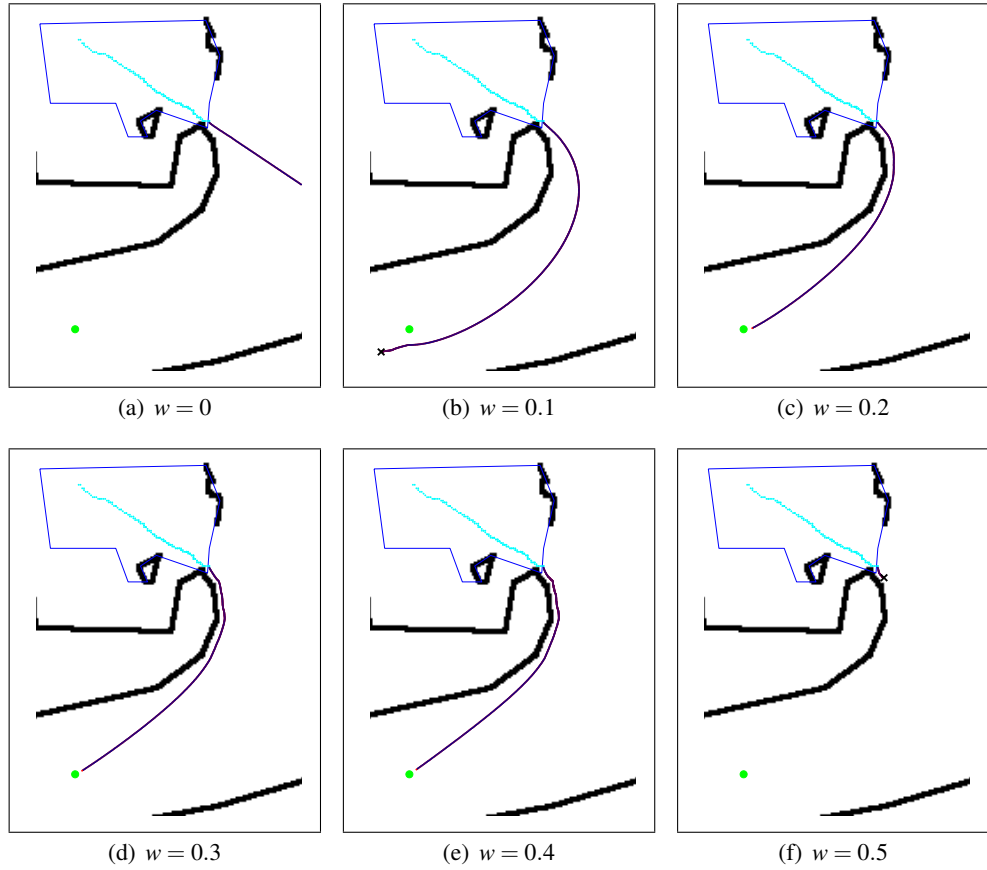 (a) w = 0
(b) w = 0.1
(c) w = 0.2
(d) w = 0.3
(e) w = 0.4
(f) w = 0.5